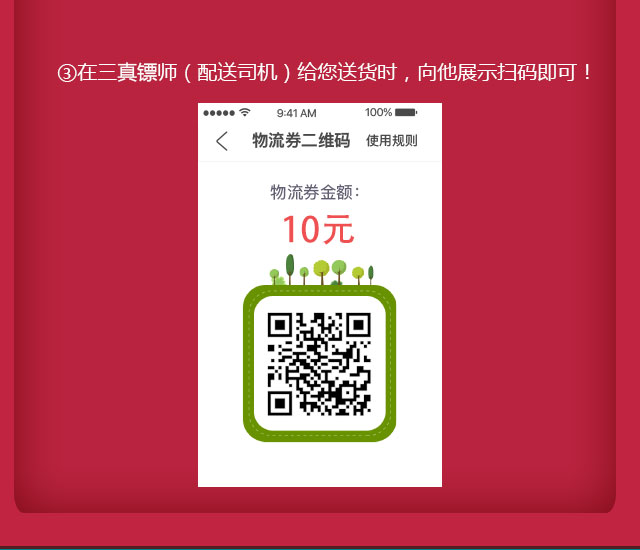 ③在三真镖师（配送司机）给您送货时，向他展示扫码即可！
9:41 AM
100%
物流券二维码 使用规则
物流券金额：
10元